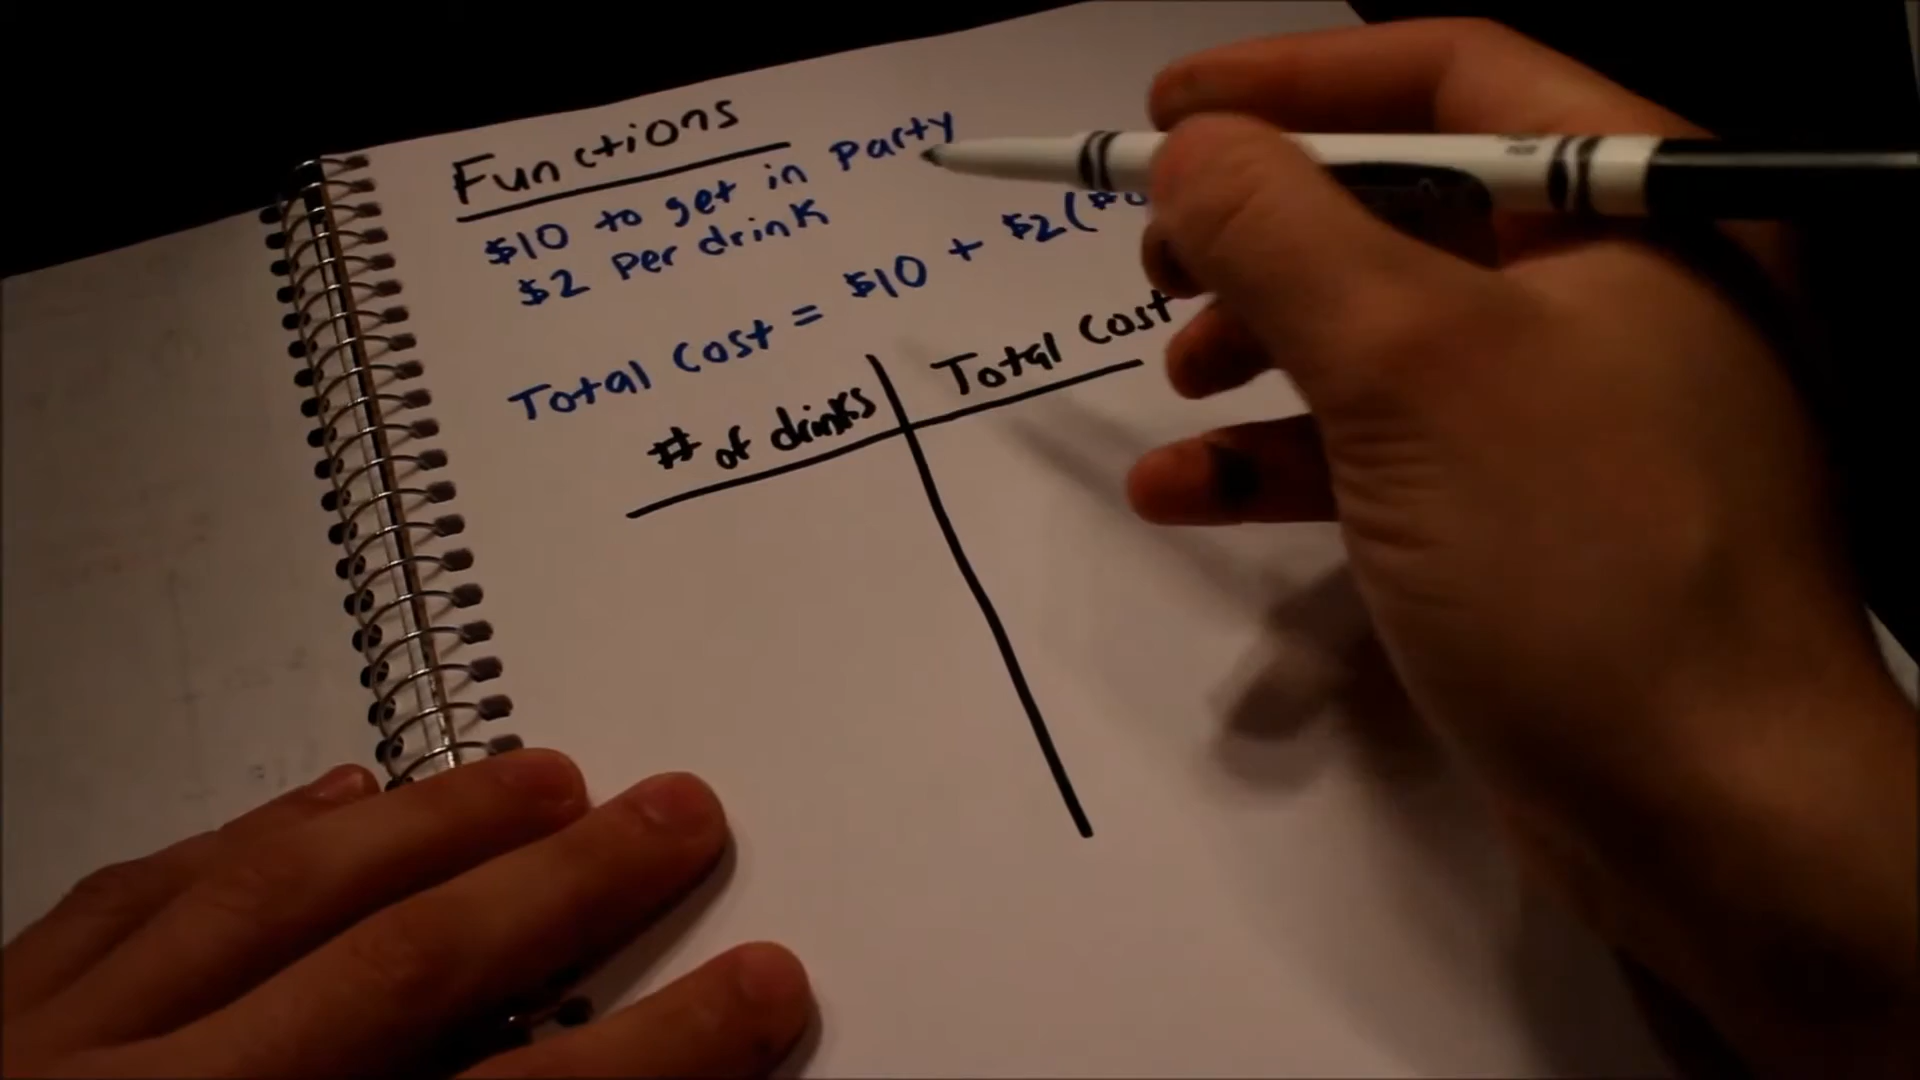 Functions
$10 to get in party
$2 per drink
Total Cost = $10 + $2(#
# of drinks
Total Cost